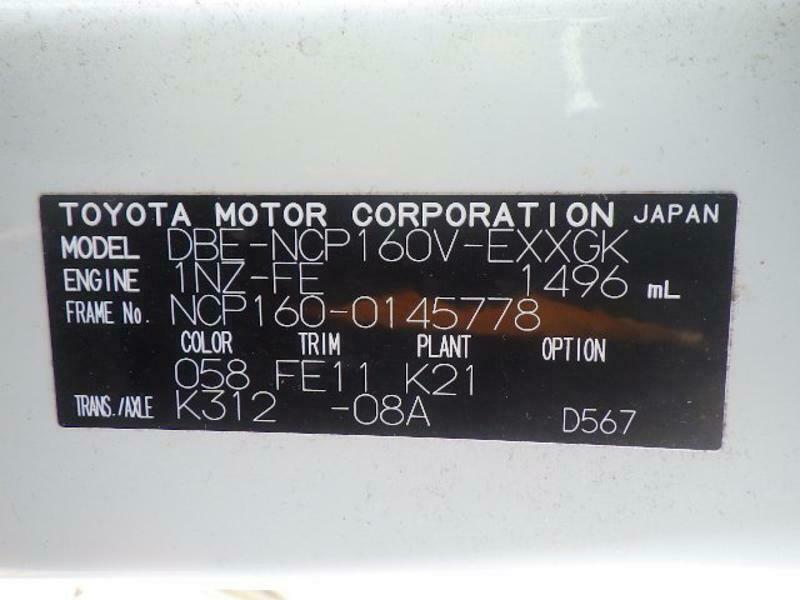 TOYOTA MOTOR CORPORATION JAPAN
MODEL DBE-NCP160V-EXXGK
ENGINE 1NZ-FE 1496 mL
FRAME No. NCP160-0145778
COLOR TRIM PLANT OPTION
058 FE11 K21
TRANS./AXLE K312 -08A D567